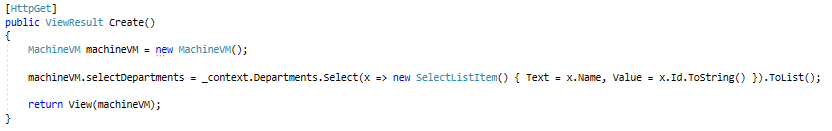 [HttpGet]
public ViewResult Create()
{
MachineVM machineVM = new MachineVM();
machineVM.selectDepartments = _context.Departments.Select(x => new SelectListItem() { Text = x.Name, Value = x.Id.ToString() }).ToList();
return View(machineVM);
}